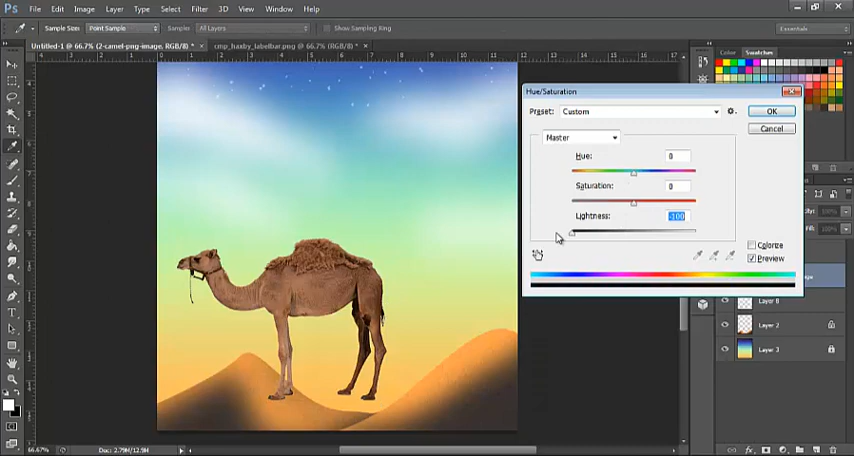 Ps File Edit Image Layer Type Select Filter 3D View Window Help
Sample Size: Point Sample Sampler: All Layers Show Sampling Ring Essentials
Untitled-1 @ 66.7% (2-camel-png-image, RGB/8) * × cmp_haxby_labelbar.png @ 66.7% (RGB/8) * ×
Color Swatches
Hue/Saturation
Preset: Custom OK
Cancel
Master
Hue: 0
Saturation: 0
Lightness: -100
Colorize
Preview
Layer 2
Layer 3
66.67% Doc: 2.79M/12.9M